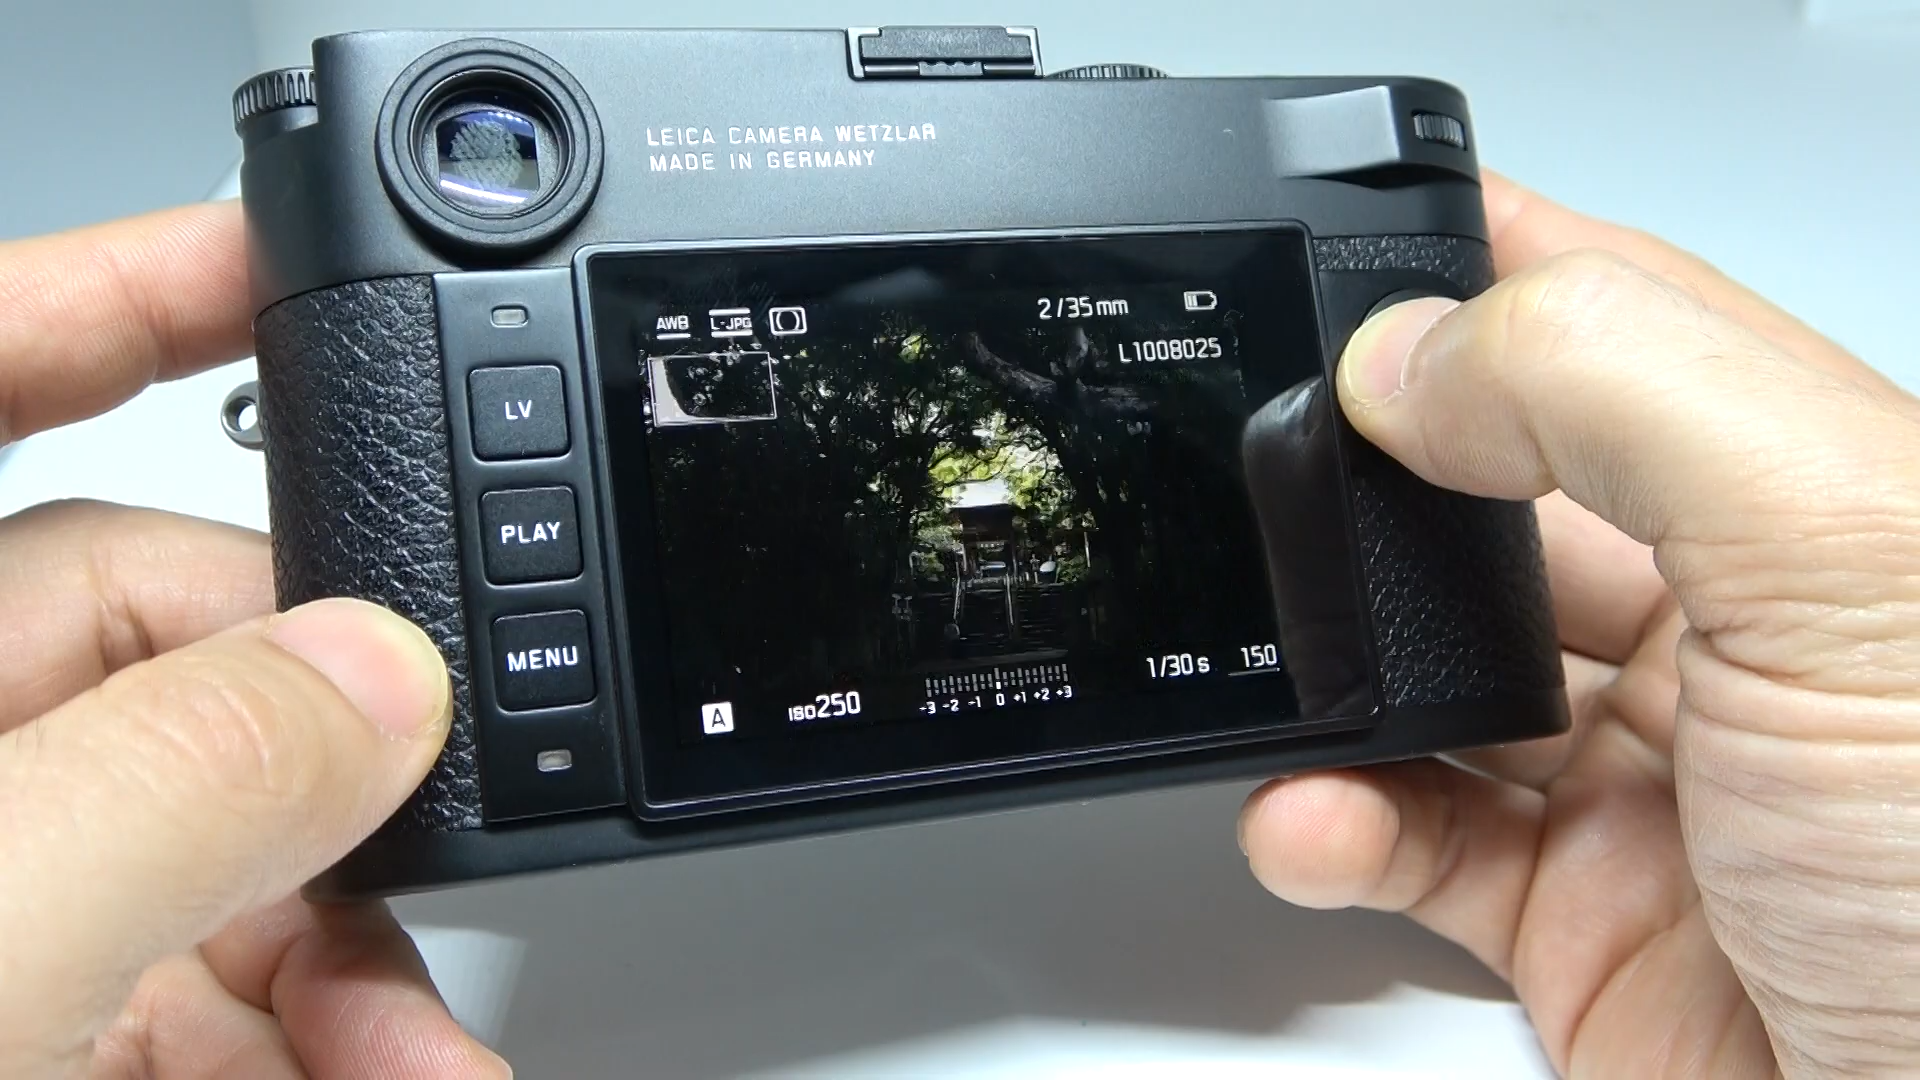 LEICA CAMERA WETZLAR
MADE IN GERMANY
AWB L-JPG 2/35mm
L1008025
LV
PLAY
MENU
A ISO250 -3 -2 -1 0 +1 +2 +3 1/30s 150